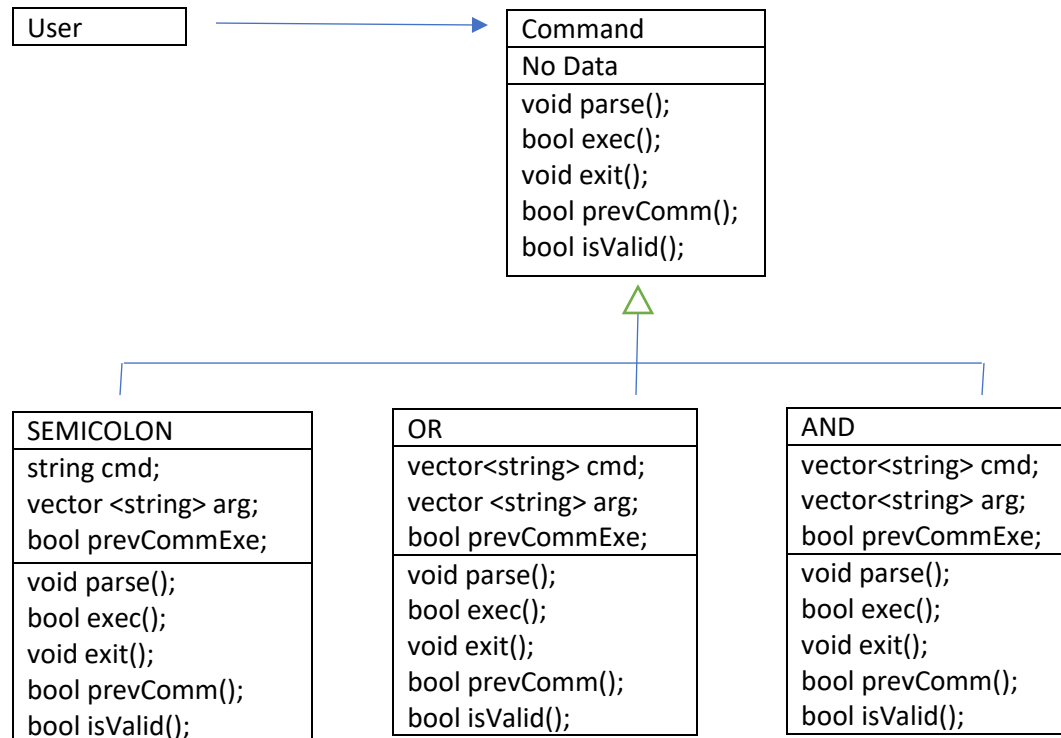 User
Command
No Data
void parse();
bool exec();
void exit();
bool prevComm();
bool isValid();
SEMICOLON
string cmd;
vector <string> arg;
bool prevCommExe;
void parse();
bool exec();
void exit();
bool prevComm();
bool isValid();
OR
vector<string> cmd;
vector <string> arg;
bool prevCommExe;
void parse();
bool exec();
void exit();
bool prevComm();
bool isValid();
AND
vector<string> cmd;
vector<string> arg;
bool prevCommExe;
void parse();
bool exec();
void exit();
bool prevComm();
bool isValid();